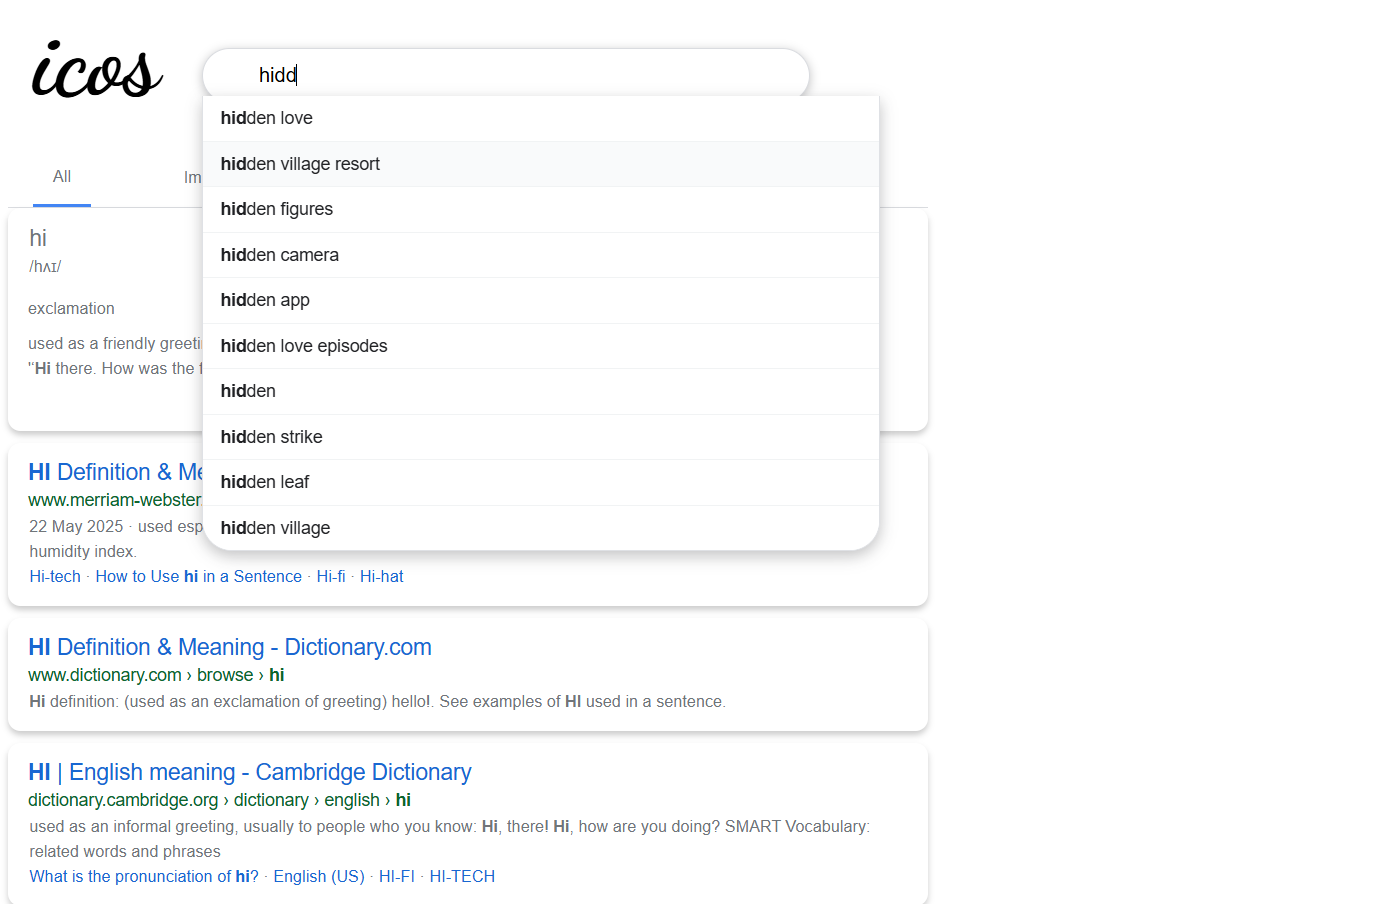 icos
hidd
hidden love
hidden village resort
hidden figures
hidden camera
hidden app
hidden love episodes
hidden
hidden strike
hidden leaf
hidden village
All
Im
hi
/hʌɪ/
exclamation
used as a friendly greeti
"Hi there. How was the f
HI Definition & Me
www.merriam-webster.
22 May 2025 · used esp
humidity index.
Hi-tech · How to Use hi in a Sentence · Hi-fi · Hi-hat
HI Definition & Meaning - Dictionary.com
www.dictionary.com › browse › hi
Hi definition: (used as an exclamation of greeting) hello!. See examples of HI used in a sentence.
HI | English meaning - Cambridge Dictionary
dictionary.cambridge.org › dictionary › english › hi
used as an informal greeting, usually to people who you know: Hi, there! Hi, how are you doing? SMART Vocabulary:
related words and phrases
What is the pronunciation of hi? · English (US) · HI-FI · HI-TECH